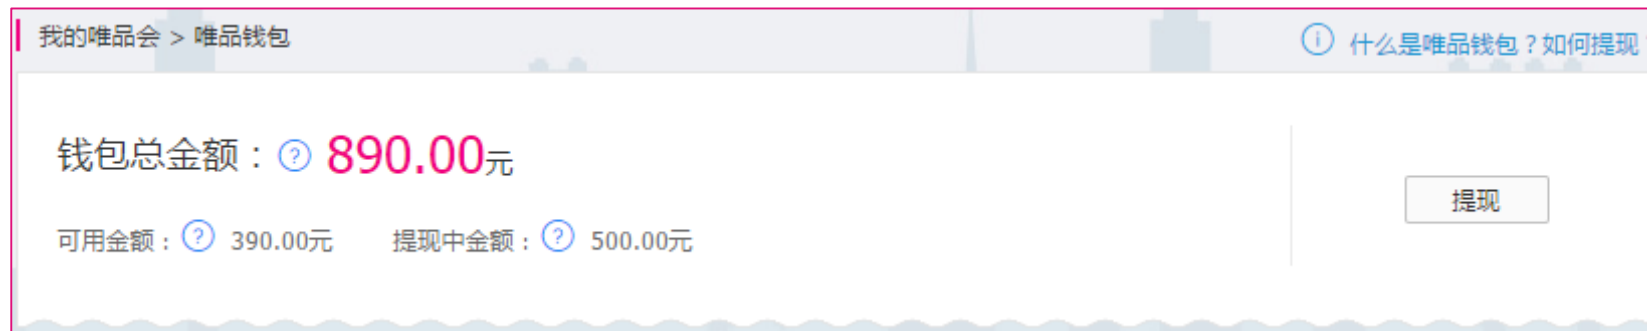 我的唯品会 > 唯品钱包
什么是唯品钱包？如何提现
钱包总金额： ? 890.00元
提现
可用金额： ? 390.00元 提现中金额： ? 500.00元